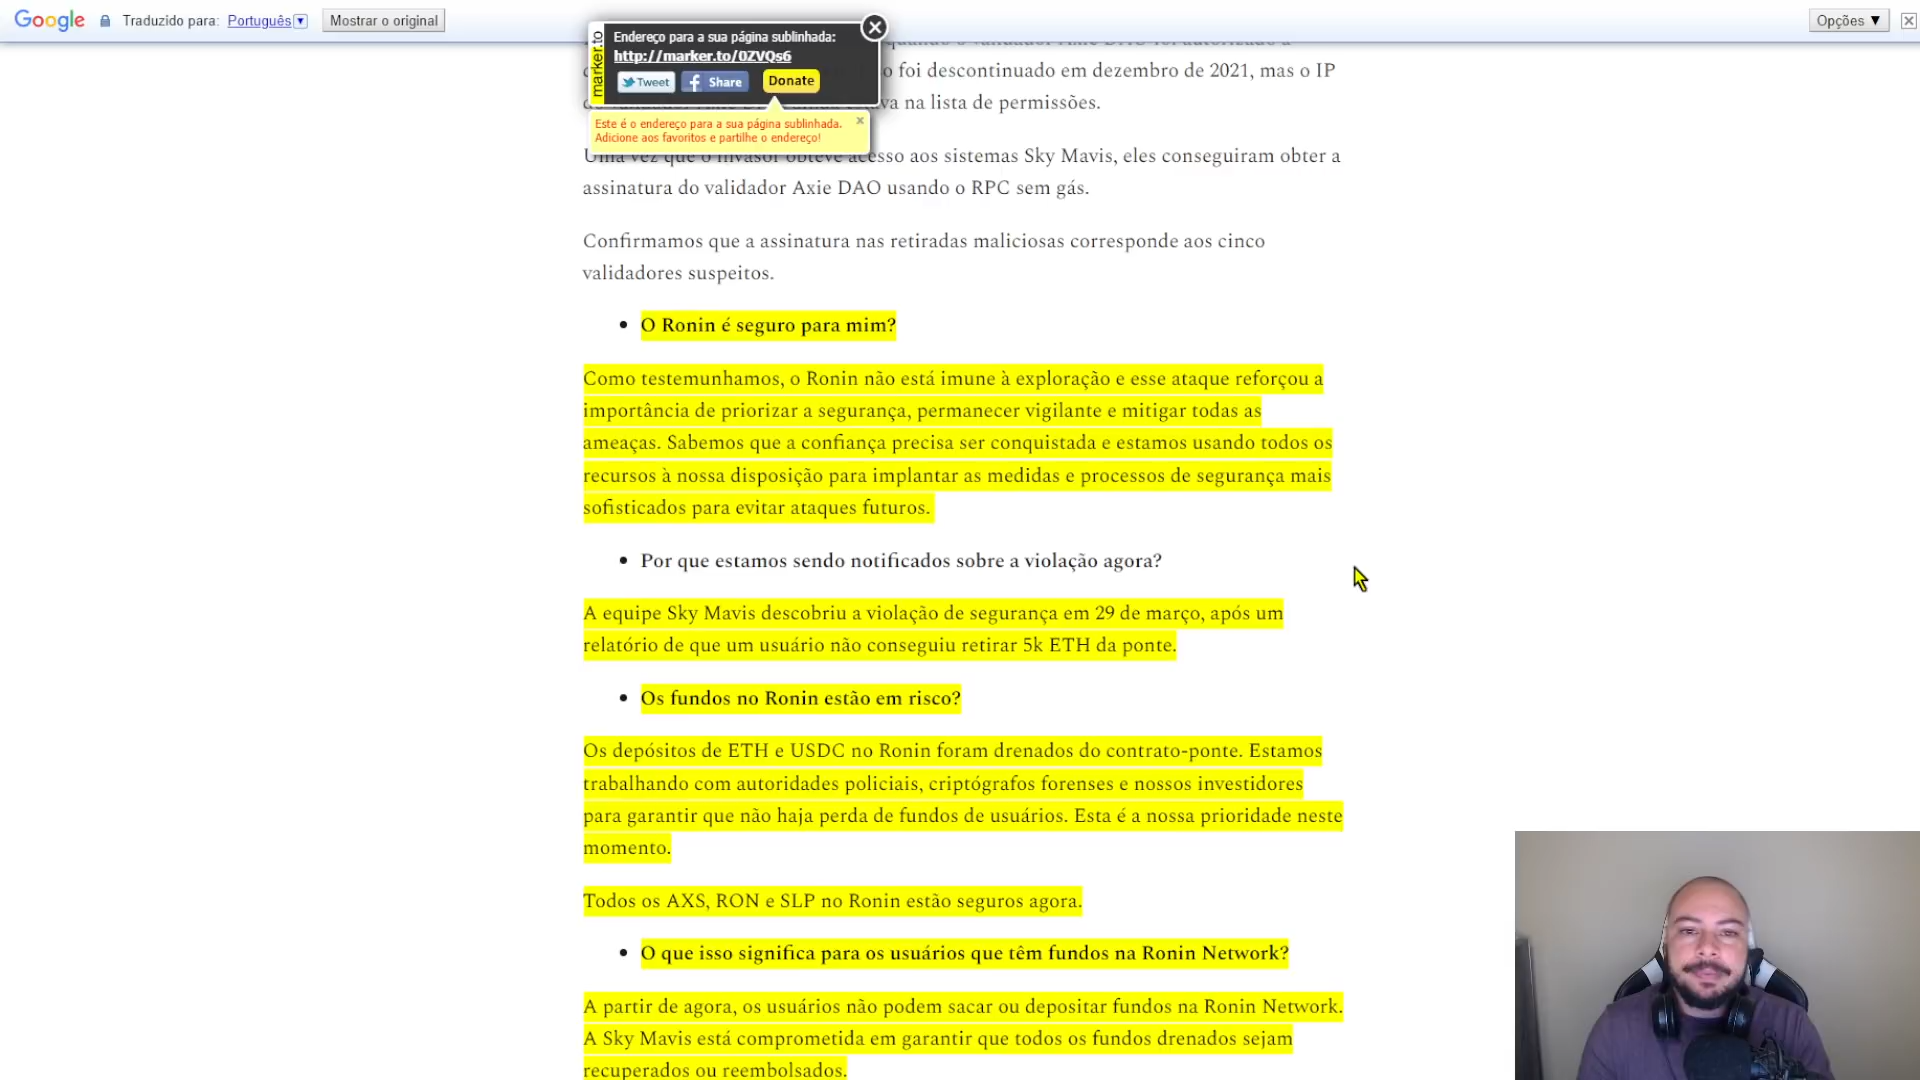 Google Traduzido para: Português ▼ Mostrar o original Opções ▼
Endereço para a sua página sublinhada:
http://marker.to/0ZVQs6
marker.to
Tweet Share Donate
Este é o endereço para a sua página sublinhada.
Adicione aos favoritos e partilhe o endereço!
o foi descontinuado em dezembro de 2021, mas o IP
na lista de permissões.
Uma vez que o invasor obteve acesso aos sistemas Sky Mavis, eles conseguiram obter a
assinatura do validador Axie DAO usando o RPC sem gás.
Confirmamos que a assinatura nas retiradas maliciosas corresponde aos cinco
validadores suspeitos.
• O Ronin é seguro para mim?
Como testemunhamos, o Ronin não está imune à exploração e esse ataque reforçou a
importância de priorizar a segurança, permanecer vigilante e mitigar todas as
ameaças. Sabemos que a confiança precisa ser conquistada e estamos usando todos os
recursos à nossa disposição para implantar as medidas e processos de segurança mais
sofisticados para evitar ataques futuros.
• Por que estamos sendo notificados sobre a violação agora?
A equipe Sky Mavis descobriu a violação de segurança em 29 de março, após um
relatório de que um usuário não conseguiu retirar 5k ETH da ponte.
• Os fundos no Ronin estão em risco?
Os depósitos de ETH e USDC no Ronin foram drenados do contrato-ponte. Estamos
trabalhando com autoridades policiais, criptógrafos forenses e nossos investidores
para garantir que não haja perda de fundos de usuários. Esta é a nossa prioridade neste
momento.
Todos os AXS, RON e SLP no Ronin estão seguros agora.
• O que isso significa para os usuários que têm fundos na Ronin Network?
A partir de agora, os usuários não podem sacar ou depositar fundos na Ronin Network.
A Sky Mavis está comprometida em garantir que todos os fundos drenados sejam
recuperados ou reembolsados.